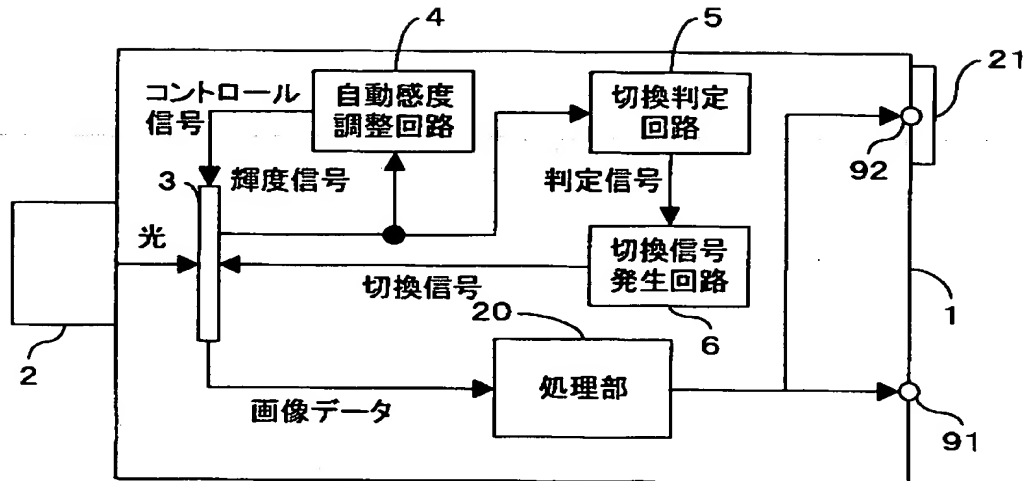 4
5
21
コントロール
信号
自動感度
調整回路
切換判定
回路
92
3
輝度信号
判定信号
光
切換信号
切換信号
発生回路
1
2
20
6
画像データ
処理部
91